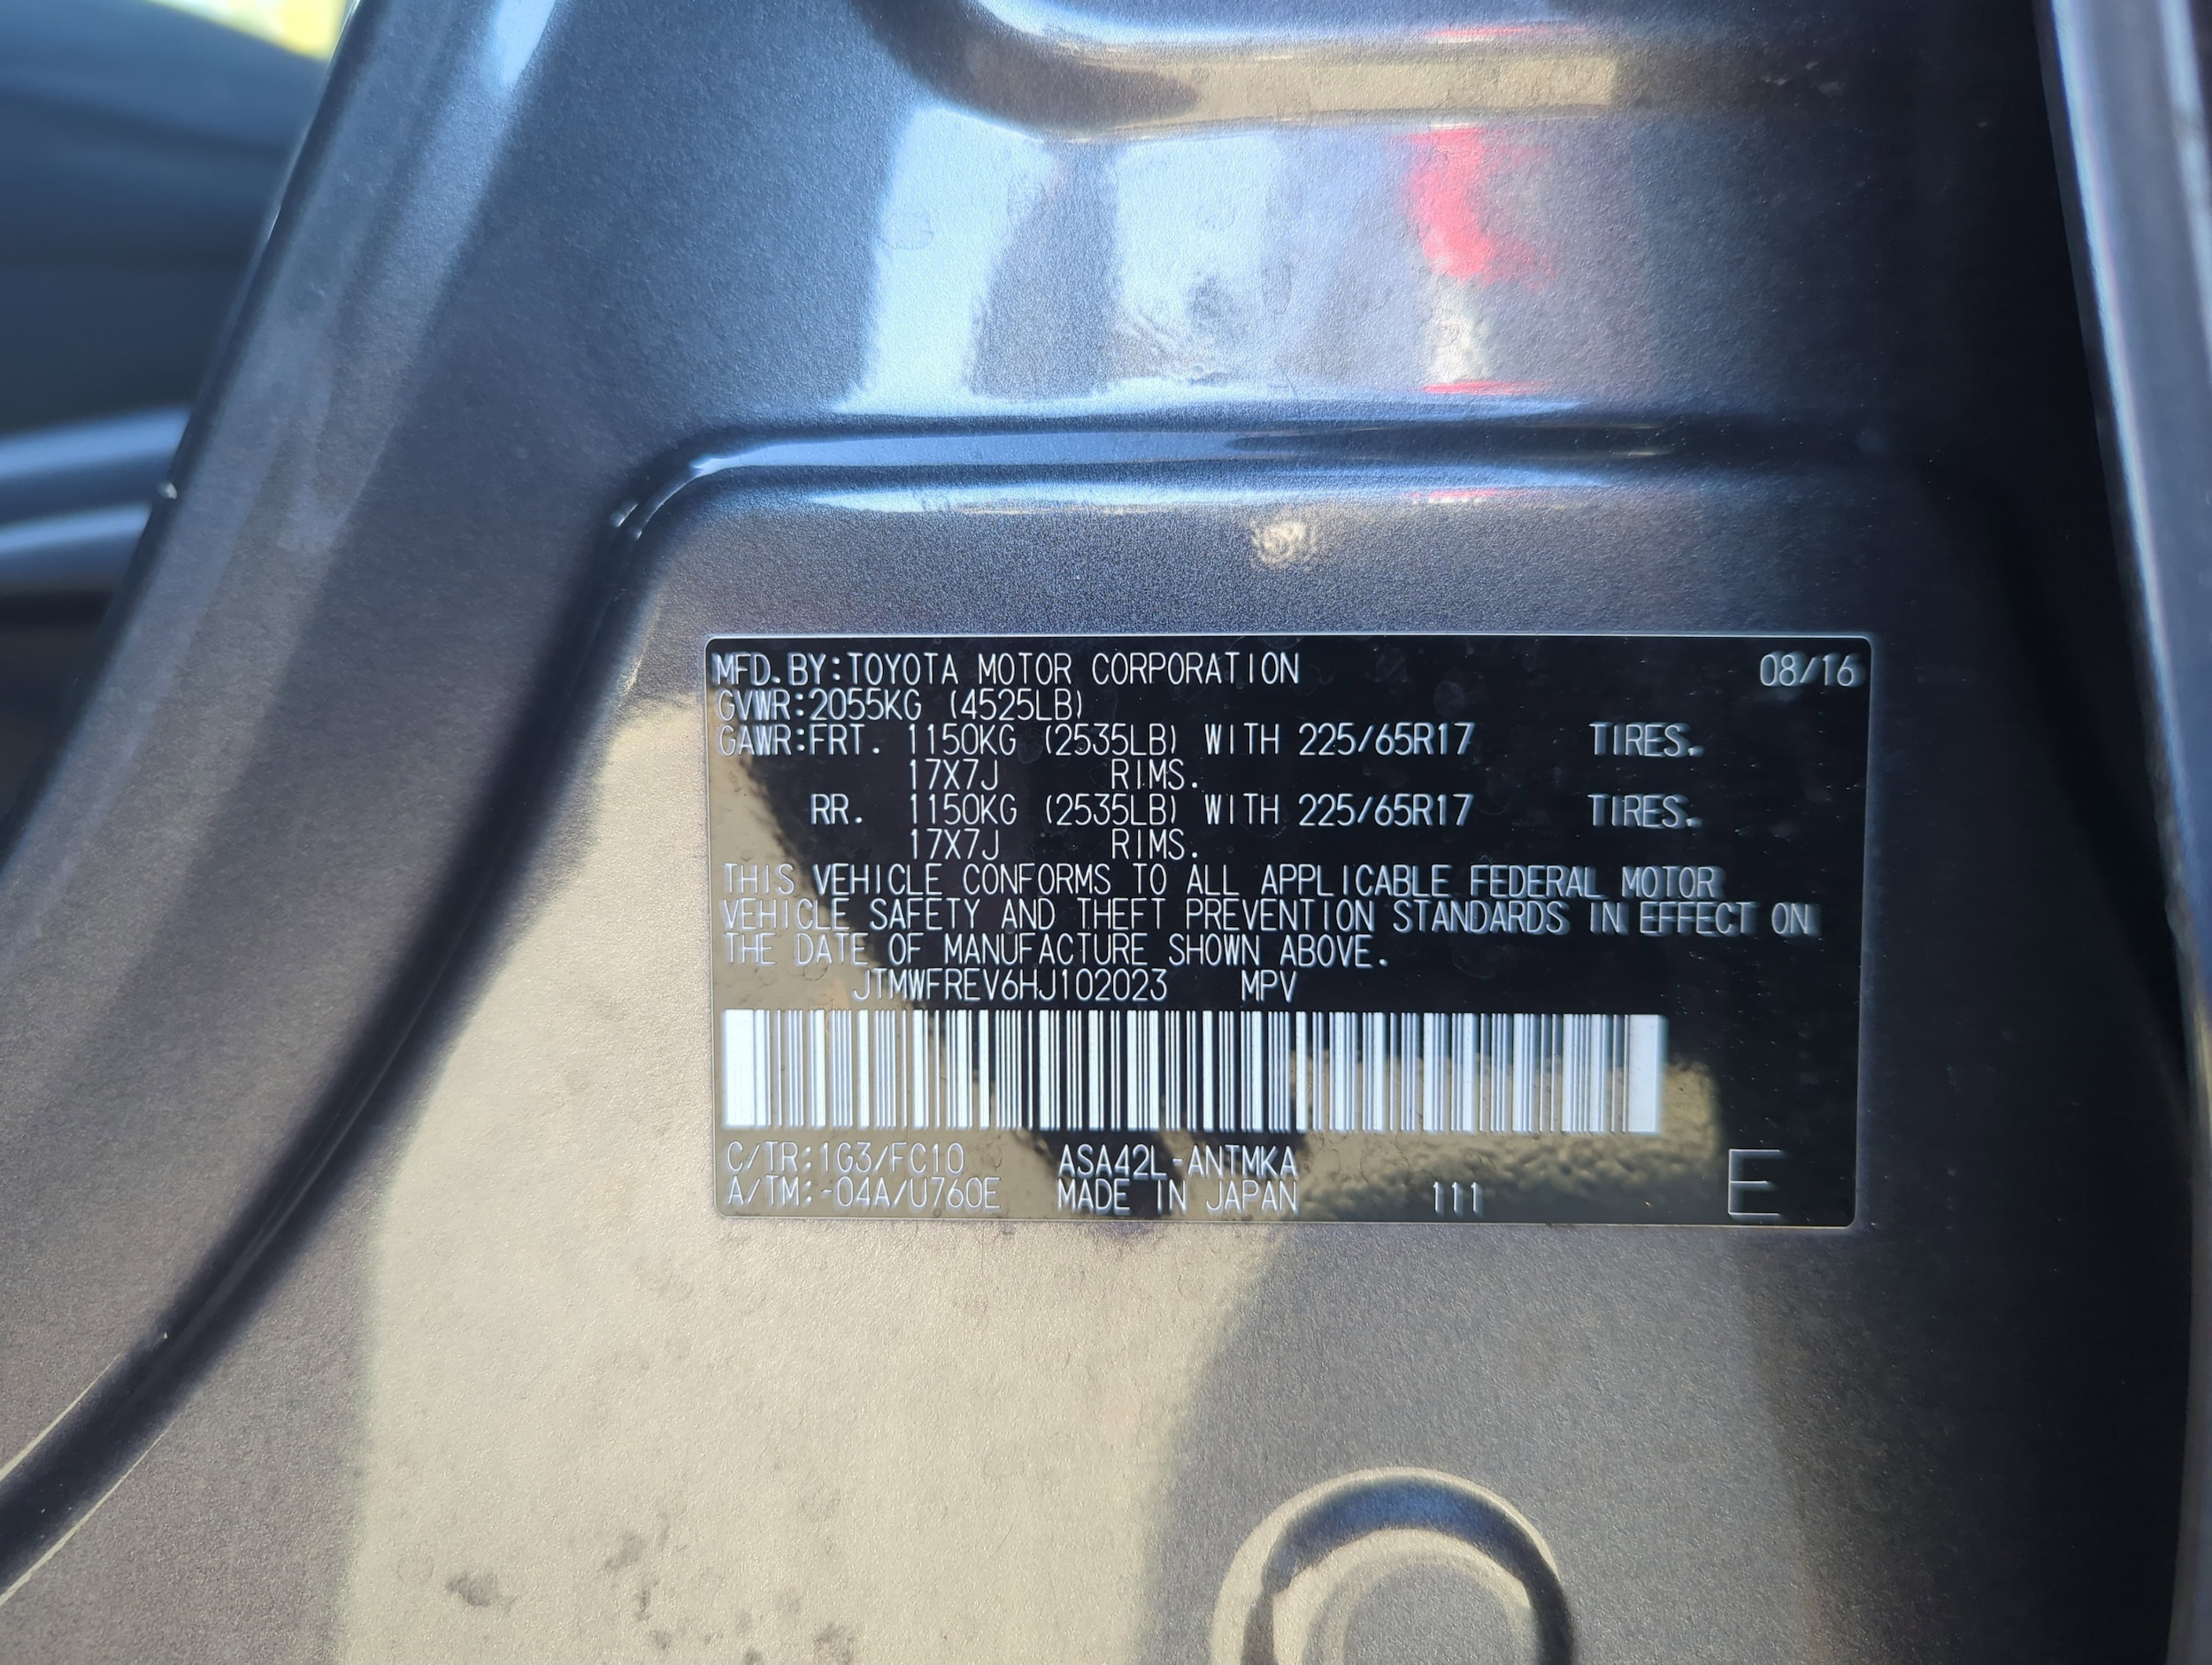 MFD.BY:TOYOTA MOTOR CORPORATION 08/16
GVWR:2055KG (4525LB)
GAWR:FRT. 1150KG (2535LB) WITH 225/65R17 TIRES.
17X7J RIMS.
RR. 1150KG (2535LB) WITH 225/65R17 TIRES.
17X7J RIMS.
THIS VEHICLE CONFORMS TO ALL APPLICABLE FEDERAL MOTOR
VEHICLE SAFETY AND THEFT PREVENTION STANDARDS IN EFFECT ON
THE DATE OF MANUFACTURE SHOWN ABOVE.
JTMWFREV6HJ102023 MPV
C/TR:1G3/FC10 ASA42L-ANTMKA
A/TM:-04A/U760E MADE IN JAPAN 111 E